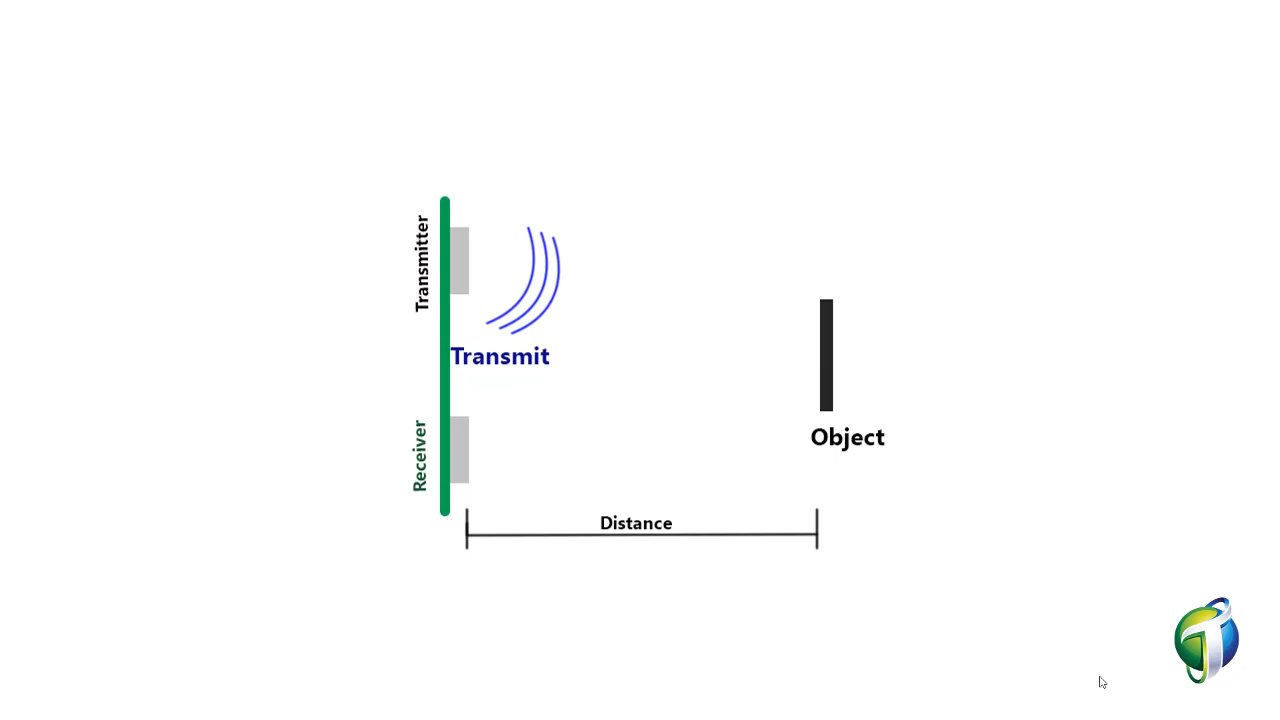 Transmitter
Transmit
Receiver
Object
Distance